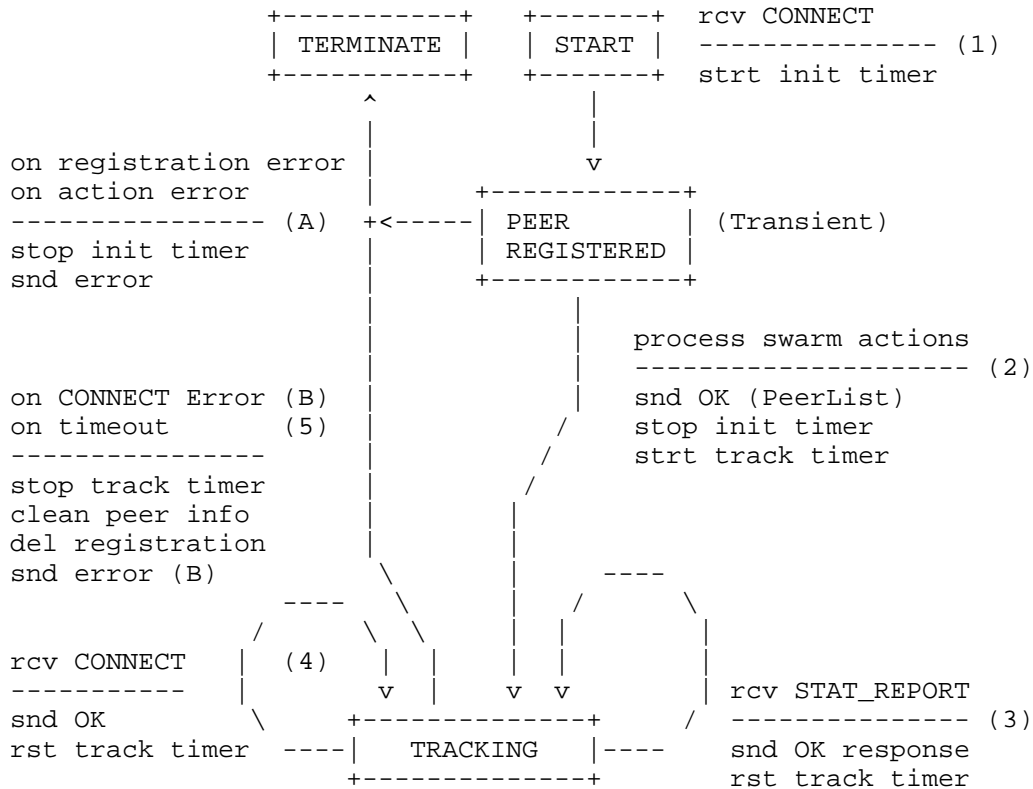 +-----------+   +-------+  rcv CONNECT
| TERMINATE |   | START |  --------------- (1)
+-----------+   +-------+  strt init timer
^
on registration error
v
on action error
+------------+
---------------- (A) +<-----| PEER       | (Transient)
stop init timer | REGISTERED |
snd error +------------+
process swarm actions
--------------------- (2)
on CONNECT Error (B) snd OK (PeerList)
on timeout       (5) / stop init timer
---------------- / strt track timer
stop track timer /
clean peer info |
del registration |
snd error (B) \ ----
---- \ / \
/ \ \ | | |
rcv CONNECT | (4) | | | | |
----------- | v | v v | rcv STAT_REPORT
snd OK \ +--------------+ / --------------- (3)
rst track timer ----| TRACKING |---- snd OK response
+--------------+ rst track timer